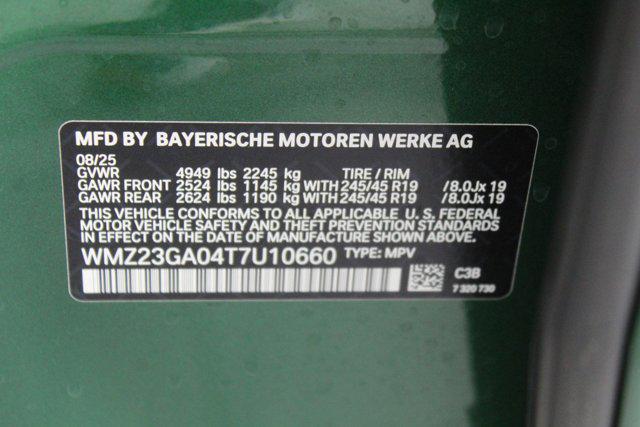 MFD BY BAYERISCHE MOTOREN WERKE AG
08/25
GVWR 4949 lbs 2245 kg TIRE / RIM
GAWR FRONT 2524 lbs 1145 kg WITH 245/45 R19 /8.0Jx 19
GAWR REAR 2624 lbs 1190 kg WITH 245/45 R19 /8.0Jx 19
THIS VEHICLE CONFORMS TO ALL APPLICABLE U. S. FEDERAL
MOTOR VEHICLE SAFETY, BUMPER, AND THEFT PREVENTION STANDARDS
IN EFFECT ON THE DATE OF MANUFACTURE SHOWN ABOVE.
WMZ23GA04T7U10660 TYPE: MPV
C3B
7 320 730